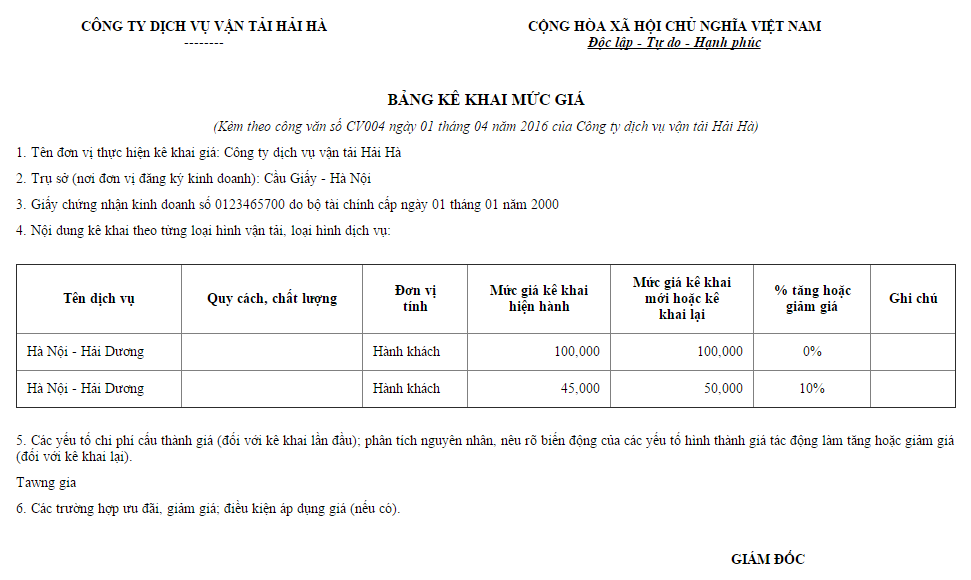 CÔNG TY DỊCH VỤ VẬN TẢI HẢI HÀ
CỘNG HÒA XÃ HỘI CHỦ NGHĨA VIỆT NAM
--------
Độc lập - Tự do - Hạnh phúc
BẢNG KÊ KHAI MỨC GIÁ
(Kèm theo công văn số CV004 ngày 01 tháng 04 năm 2016 của Công ty dịch vụ vận tải Hải Hà)
1. Tên đơn vị thực hiện kê khai giá: Công ty dịch vụ vận tải Hải Hà
2. Trụ sở (nơi đơn vị đăng ký kinh doanh): Cầu Giấy - Hà Nội
3. Giấy chứng nhận kinh doanh số 0123465700 do bộ tài chính cấp ngày 01 tháng 01 năm 2000
4. Nội dung kê khai theo từng loại hình vận tải, loại hình dịch vụ:
Tên dịch vụ
Quy cách, chất lượng
Đơn vị
tính
Mức giá kê khai
hiện hành
Mức giá kê khai
mới hoặc kê
khai lại
% tăng hoặc
giảm giá
Ghi chú
Hà Nội - Hải Dương Hành khách 100,000 100,000 0%
Hà Nội - Hải Dương Hành khách 45,000 50,000 10%
5. Các yếu tố chi phí cấu thành giá (đối với kê khai lần đầu); phân tích nguyên nhân, nêu rõ biến động của các yếu tố hình thành giá tác động làm tăng hoặc giảm giá
(đối với kê khai lại).
Tawng gia
6. Các trường hợp ưu đãi, giảm giá; điều kiện áp dụng giá (nếu có).
GIÁM ĐỐC